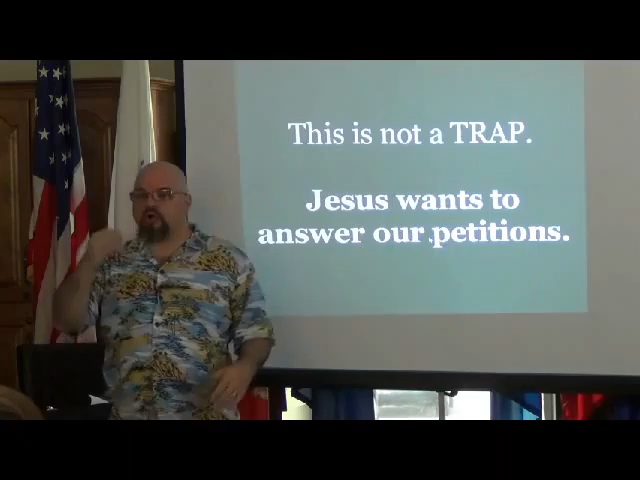 This is not a TRAP.
Jesus wants to
answer our petitions.